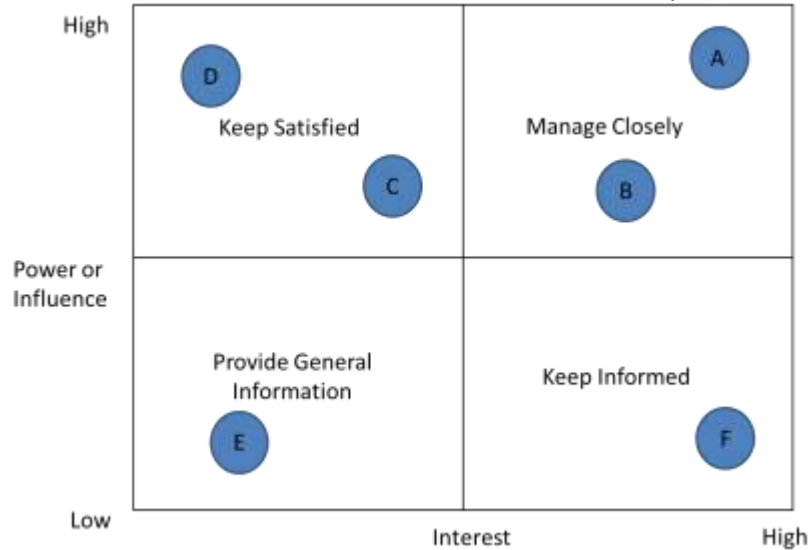 High
D
A
Keep Satisfied
Manage Closely
C
B
Power or
Influence
Provide General
Information
Keep Informed
E
F
Low
Interest
High